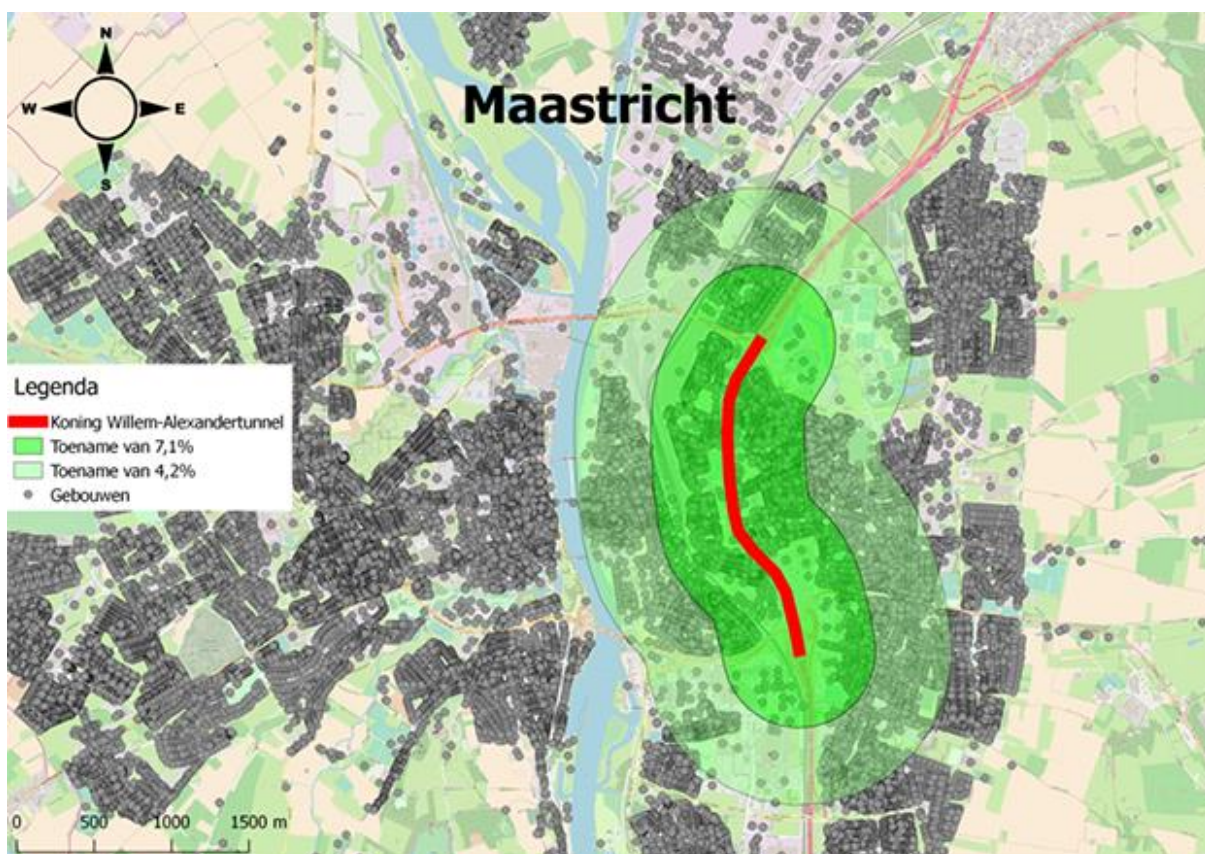 Maastricht
N
W
E
S
Legenda
Koning Willem-Alexandertunnel
Toename van 7,1%
Toename van 4,2%
Gebouwen
0 500 1000 1500 m